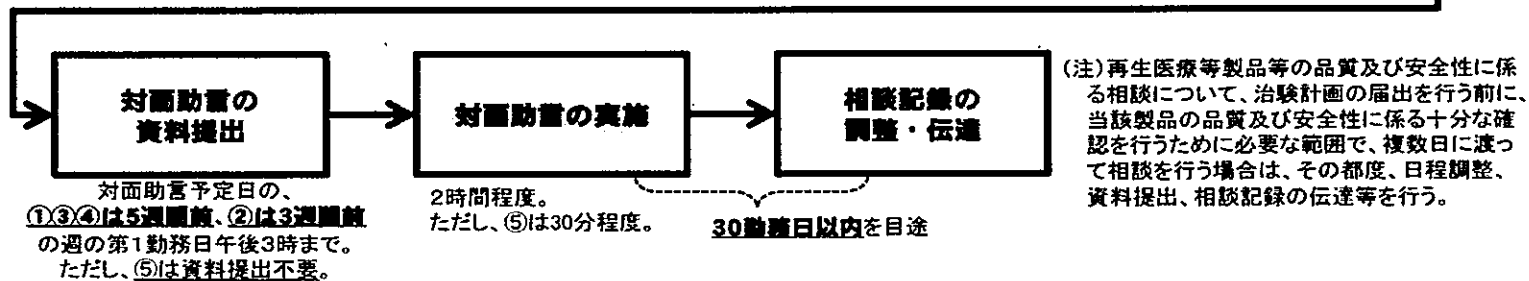 対面助言の
資料提出
対面助言の実施
相談記録の
調整・伝達
対面助言予定日の、
①③④は5週間前、②は3週間前
の週の第1勤務日午後3時まで。
ただし、⑤は資料提出不要。
2時間程度。
ただし、⑤は30分程度。
30勤務日以内を目途
(注)再生医療等製品等の品質及び安全性に係
る相談について、治験計画の届出を行う前に、
当該製品の品質及び安全性に係る十分な確
認を行うために必要な範囲で、複数日に渡っ
て相談を行う場合は、その都度、日程調整、
資料提出、相談記録の伝達等を行う。